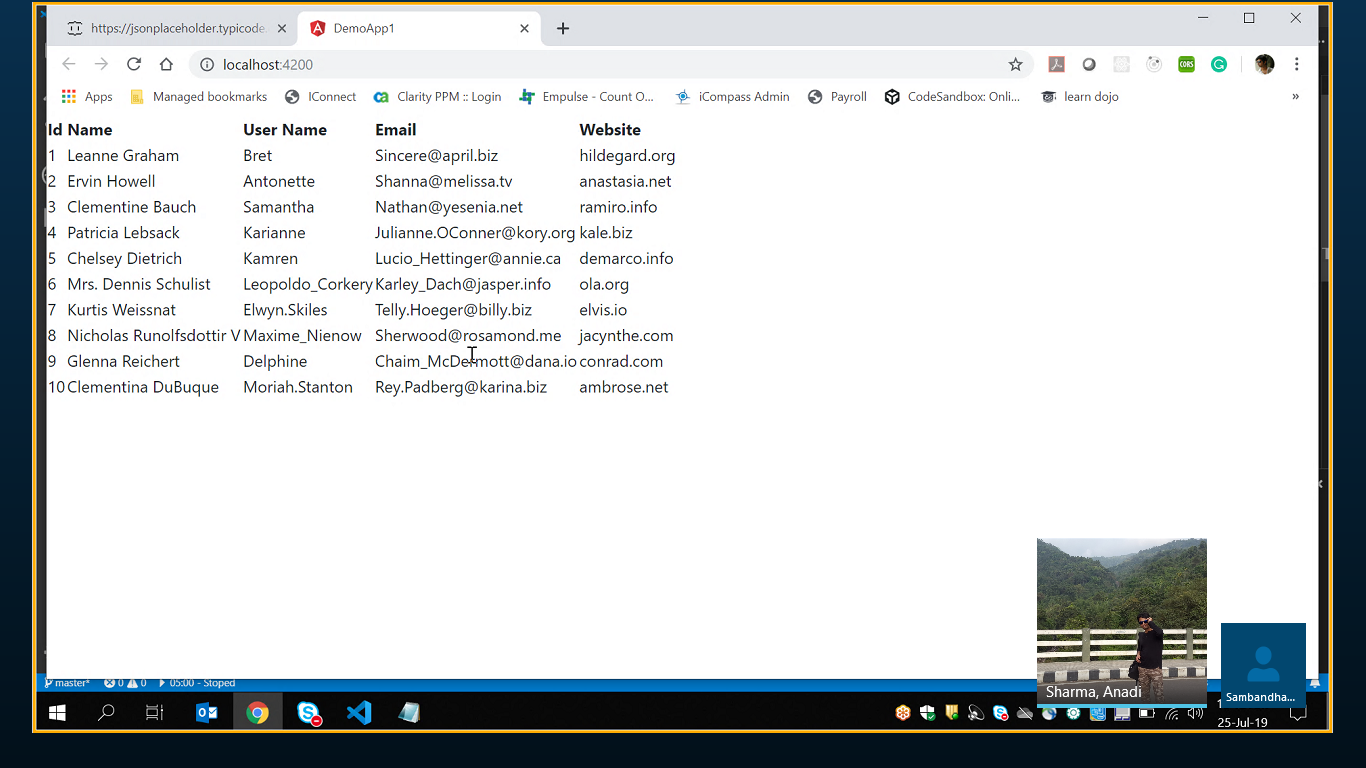 https://jsonplaceholder.typicode. DemoApp1
localhost:4200
CORS
Apps Managed bookmarks IConnect ca Clarity PPM :: Login Empulse - Count O... iCompass Admin Payroll CodeSandbox: Onli... learn dojo »
Id Name User Name Email Website
1 Leanne Graham Bret Sincere@april.biz hildegard.org
2 Ervin Howell Antonette Shanna@melissa.tv anastasia.net
3 Clementine Bauch Samantha Nathan@yesenia.net ramiro.info
4 Patricia Lebsack Karianne Julianne.OConner@kory.org kale.biz
5 Chelsey Dietrich Kamren Lucio_Hettinger@annie.ca demarco.info
6 Mrs. Dennis Schulist Leopoldo_Corkery Karley_Dach@jasper.info ola.org
7 Kurtis Weissnat Elwyn.Skiles Telly.Hoeger@billy.biz elvis.io
8 Nicholas Runolfsdottir V Maxime_Nienow Sherwood@rosamond.me jacynthe.com
9 Glenna Reichert Delphine Chaim_McDermott@dana.io conrad.com
10 Clementina DuBuque Moriah.Stanton Rey.Padberg@karina.biz ambrose.net
master* 0 0 05:00 - Stoped
Sharma, Anadi
Sambandha...
25-Jul-19